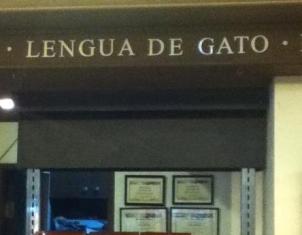 · LENGUA DE GATO ·